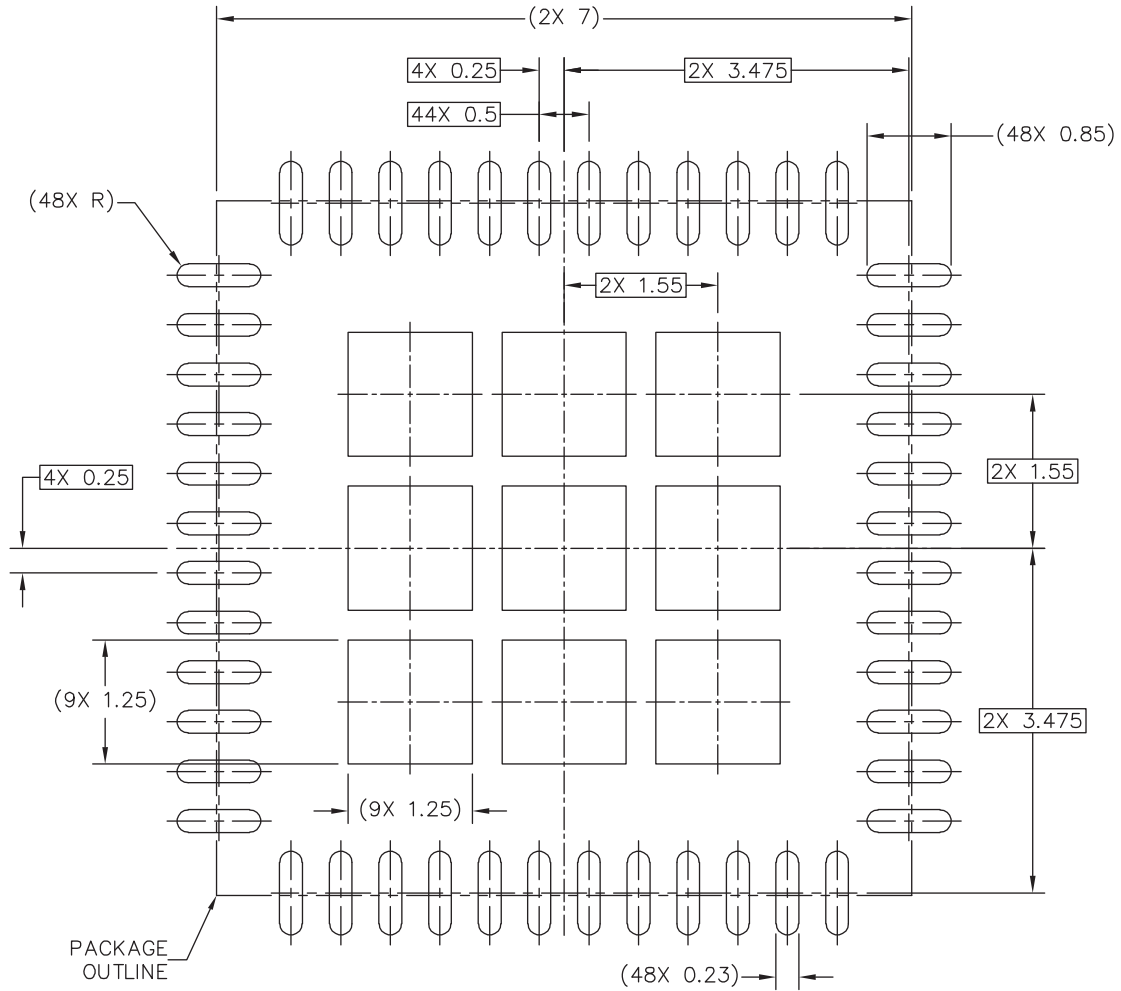 (2X 7)
4X 0.25
2X 3.475
44X 0.5
(48X 0.85)
(48X R)
2X 1.55
4X 0.25
2X 1.55
(9X 1.25)
2X 3.475
(9X 1.25)
PACKAGE
OUTLINE
(48X 0.23)